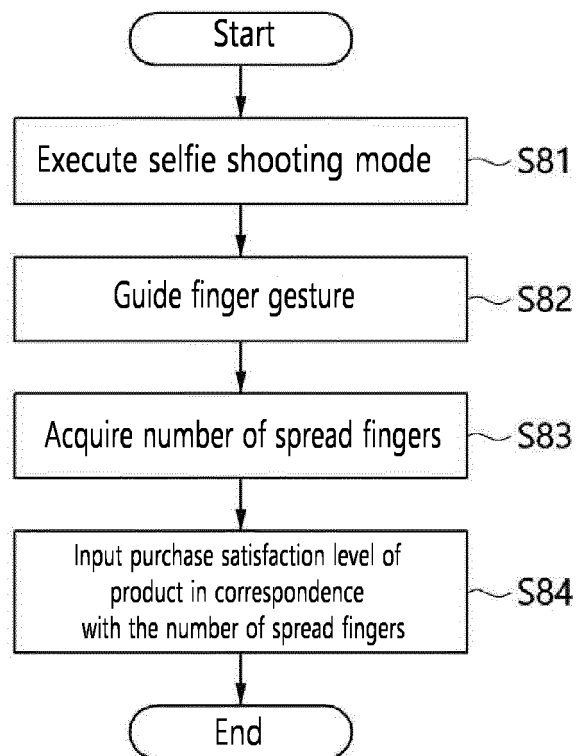 Start
Execute selfie shooting mode
S81
Guide finger gesture
S82
Acquire number of spread fingers
S83
Input purchase satisfaction level of
product in correspondence
with the number of spread fingers
S84
End